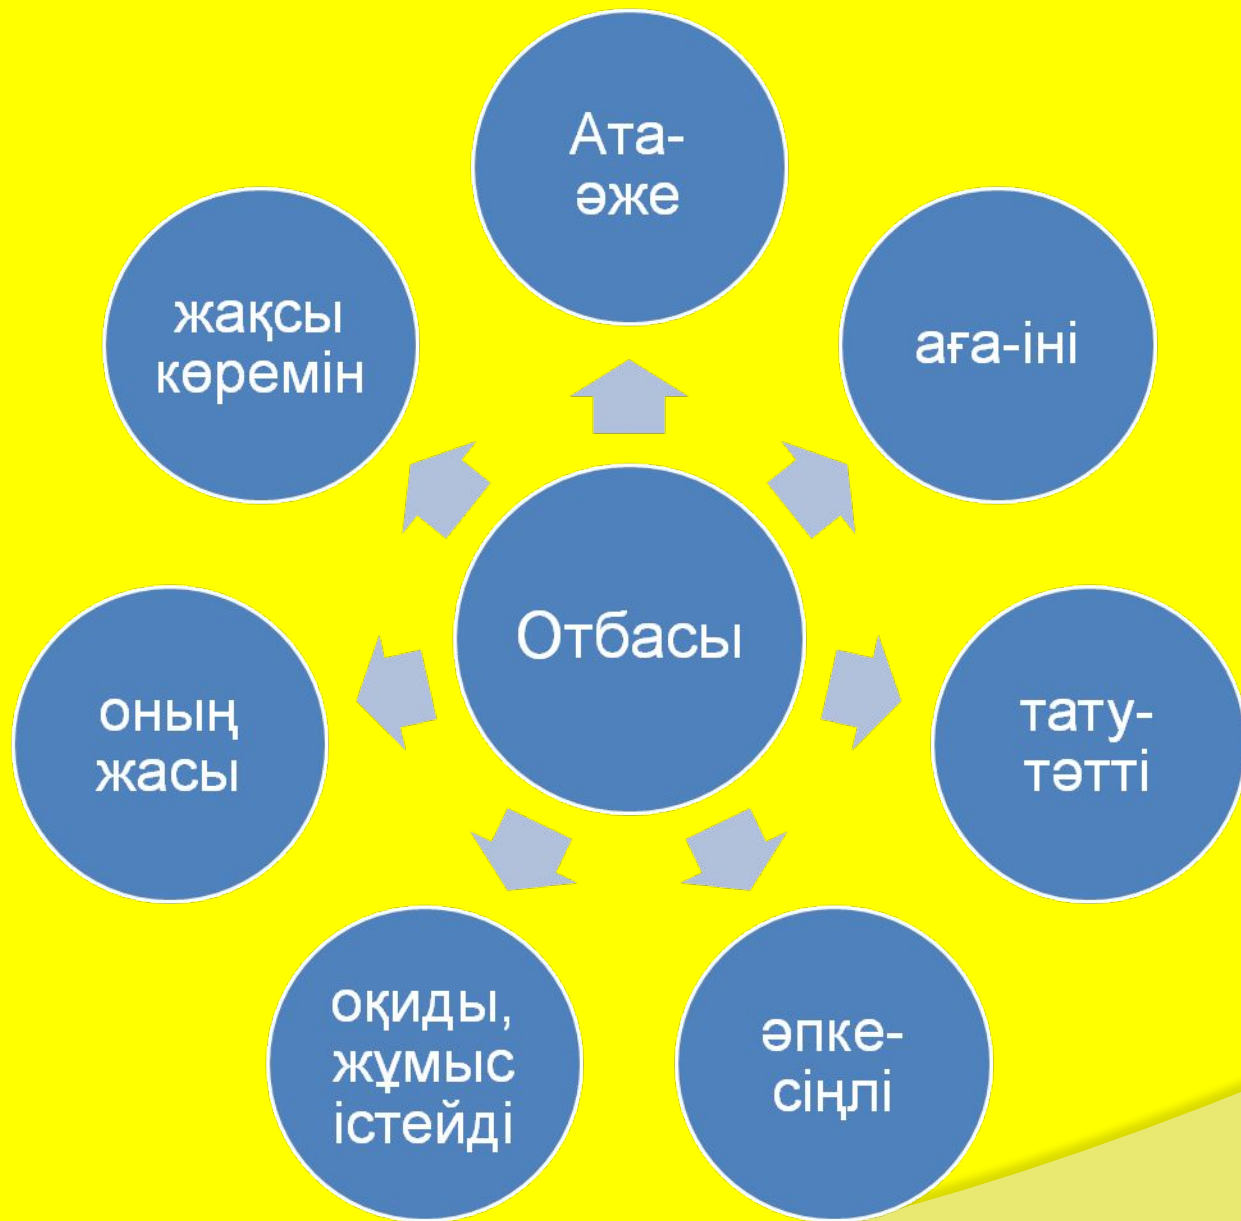 Ата-
әже
жақсы
көремін
аға-іні
Отбасы
оның
жасы
тату-
тәтті
оқиды,
жұмыс
істейді
әпке-
сіңлі